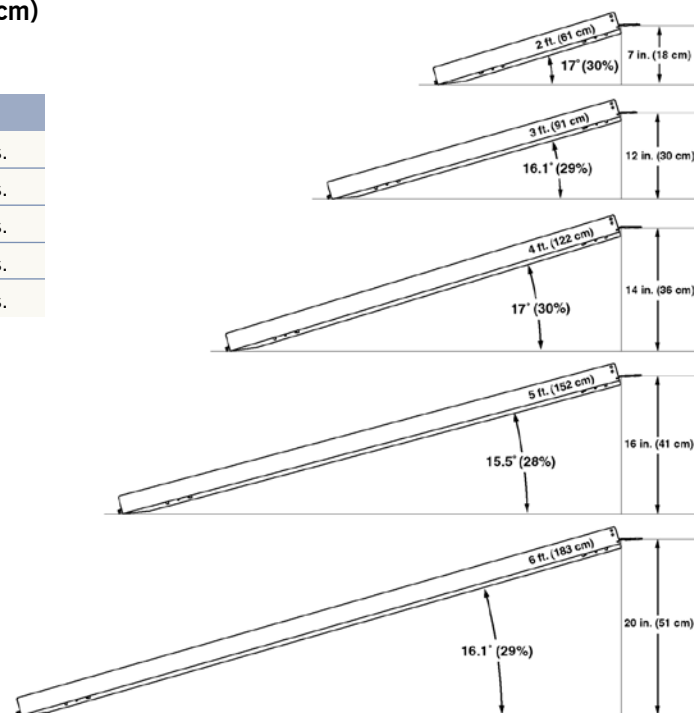 cm)
s.
s.
s.
s.
s.
2 ft. (61 cm)
17° (30%)
7 in. (18 cm)
3 ft. (91 cm)
16.1° (29%)
12 in. (30 cm)
4 ft. (122 cm)
17° (30%)
14 in. (36 cm)
5 ft. (152 cm)
15.5° (28%)
16 in. (41 cm)
6 ft. (183 cm)
16.1° (29%)
20 in. (51 cm)